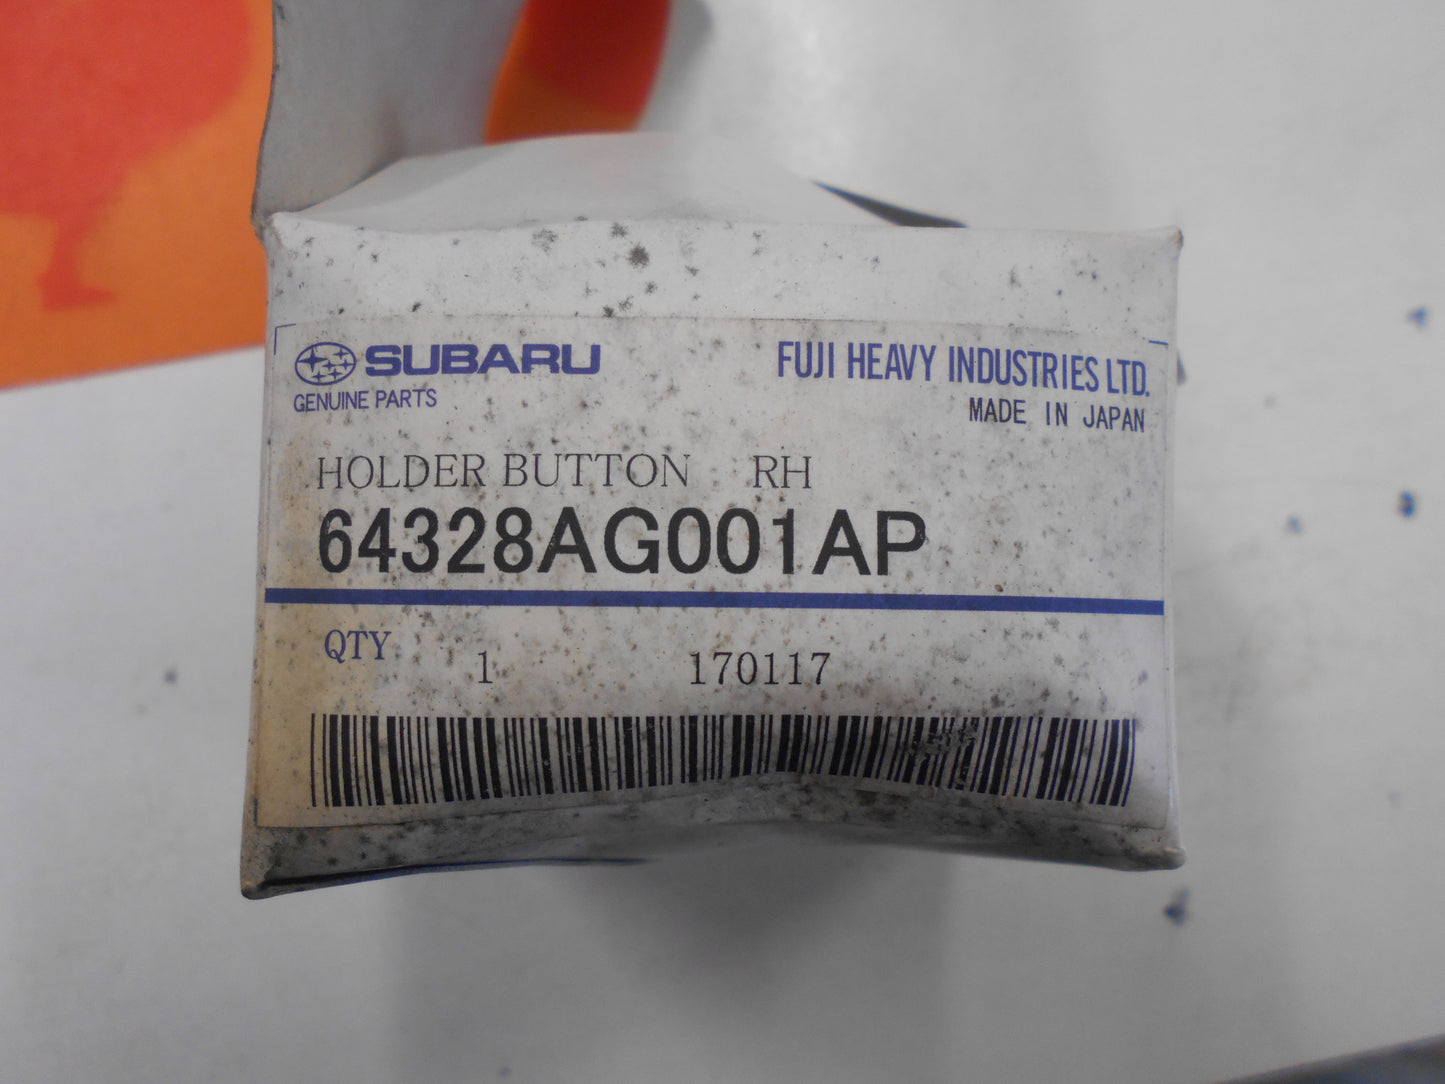 SUBARU
GENUINE PARTS
FUJI HEAVY INDUSTRIES LTD.
MADE IN JAPAN
HOLDER BUTTON RH
64328AG001AP
QTY 1 170117